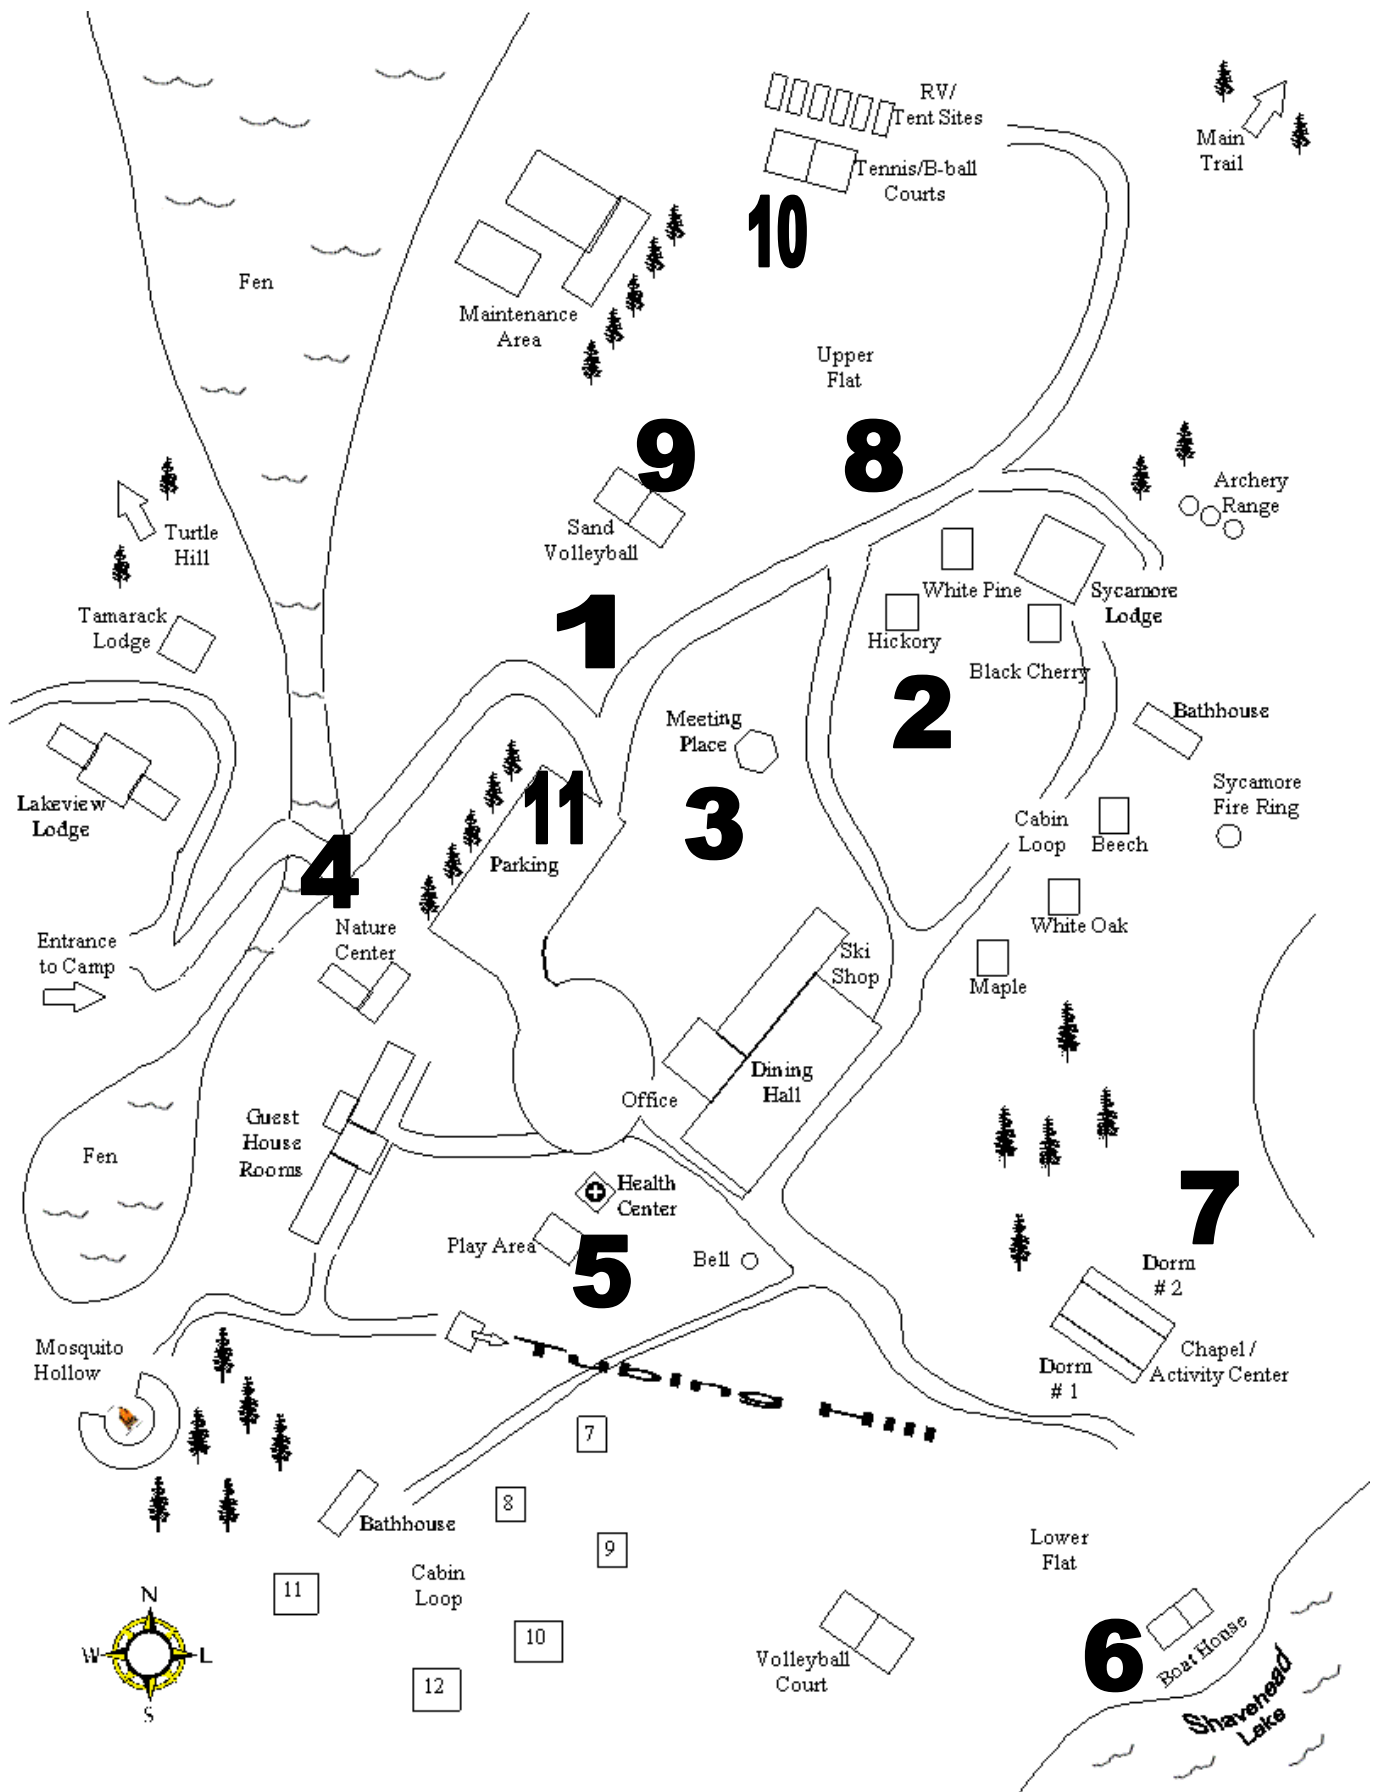 RV/
Tent Sites
Main
Trail
Tennis/B-ball
Courts
10
Fen
Maintenance
Area
Upper
Flat
9
8
Archery
Range
Turtle
Hill
Sand
Volleyball
White Pine
Sycamore
Lodge
Tamarack
Lodge
1
Hickory
Black Cherry
2
Meeting
Place
Bathhouse
Lakeview
Lodge
11
3
Sycamore
Fire Ring
Cabin
Loop
Beech
Parking
4
White Oak
Nature
Center
Entrance
to Camp
Ski
Shop
Maple
Dining
Hall
Office
Guest
House
Rooms
Fen
Health
Center
7
Play Area
5
Bell
Dorm
# 2
Mosquito
Hollow
Chapel /
Activity Center
Dorm
# 1
7
8
Bathhouse
9
Lower
Flat
Cabin
Loop
11
10
12
N
W
L
S
Volleyball
Court
6
Boat House
Shavehead
Lake